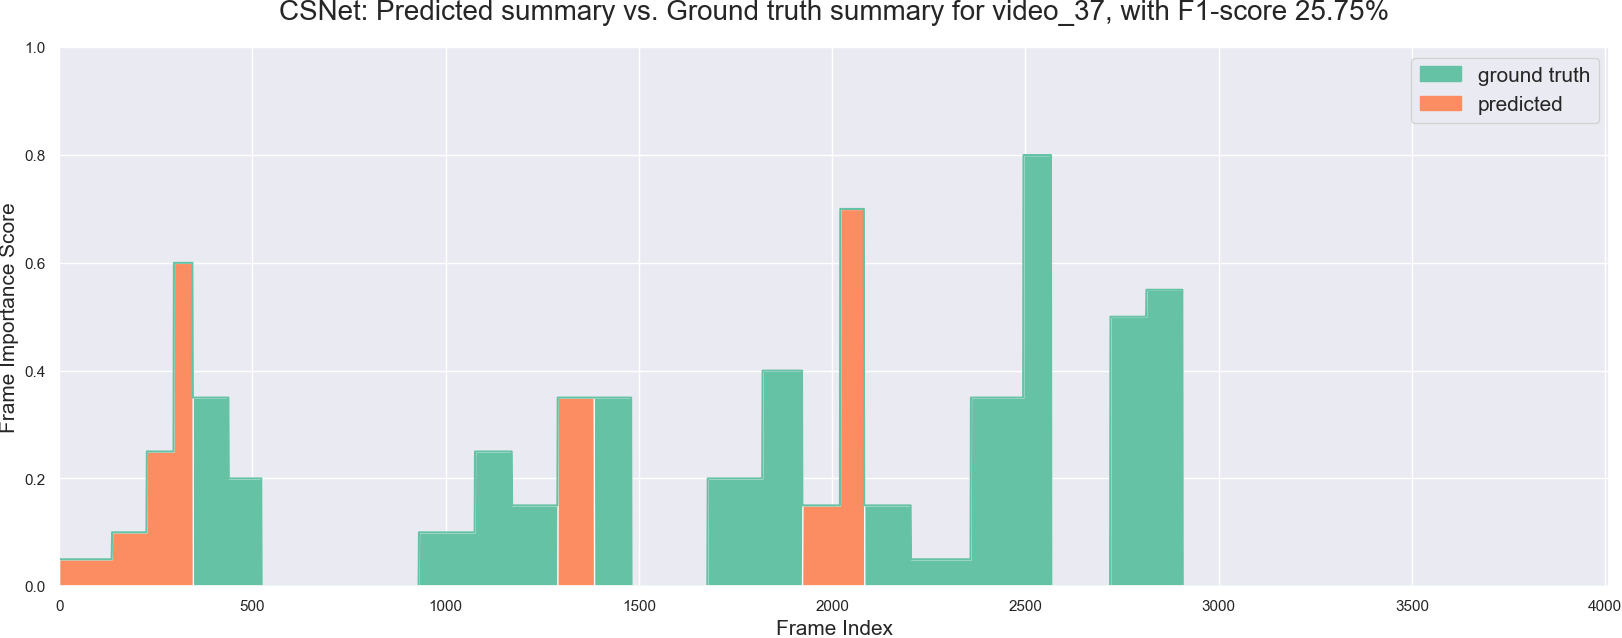 CSNet: Predicted summary vs. Ground truth summary for video_37, with F1-score 25.75%
1.0
ground truth
predicted
0.8
0.6
0.4
0.2
0.0
Frame Importance Score
0 500 1000 1500 2000 2500 3000 3500 4000
Frame Index